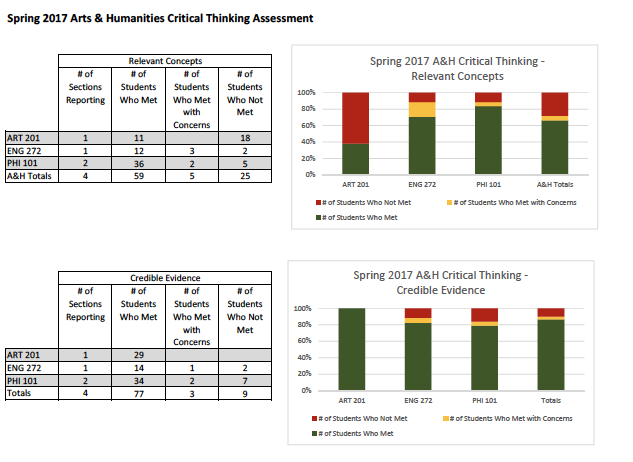 Spring 2017 Arts & Humanities Critical Thinking Assessment
Relevant Concepts
# of Sections Reporting # of Students Who Met # of Students Who Met with Concerns # of Students Who Not Met
ART 201 1 11 18
ENG 272 1 12 3 2
PHI 101 2 36 2 5
A&H Totals 4 59 5 25
Spring 2017 A&H Critical Thinking -
Relevant Concepts
100%
80%
60%
40%
20%
0%
ART 201 ENG 272 PHI 101 A&H Totals
# of Students Who Not Met # of Students Who Met with Concerns
# of Students Who Met
Credible Evidence
# of Sections Reporting # of Students Who Met # of Students Who Met with Concerns # of Students Who Not Met
ART 201 1 29
ENG 272 1 14 1 2
PHI 101 2 34 2 7
Totals 4 77 3 9
Spring 2017 A&H Critical Thinking -
Credible Evidence
100%
80%
60%
40%
20%
0%
ART 201 ENG 272 PHI 101 Totals
# of Students Who Not Met # of Students Who Met with Concerns
# of Students Who Met